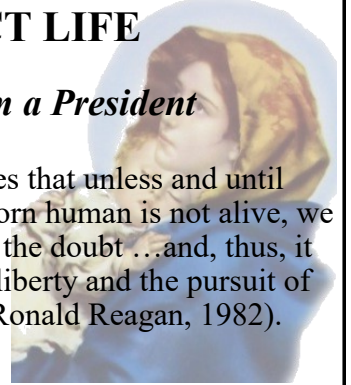 CT LIFE
a President
es that unless and until
orn human is not alive, we
the doubt …and, thus, it
liberty and the pursuit of
Ronald Reagan, 1982).